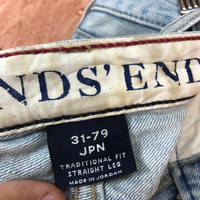 NDS' END
31-79
JPN
TRADITIONAL FIT
STRAIGHT LEG
MADE IN JORDAN